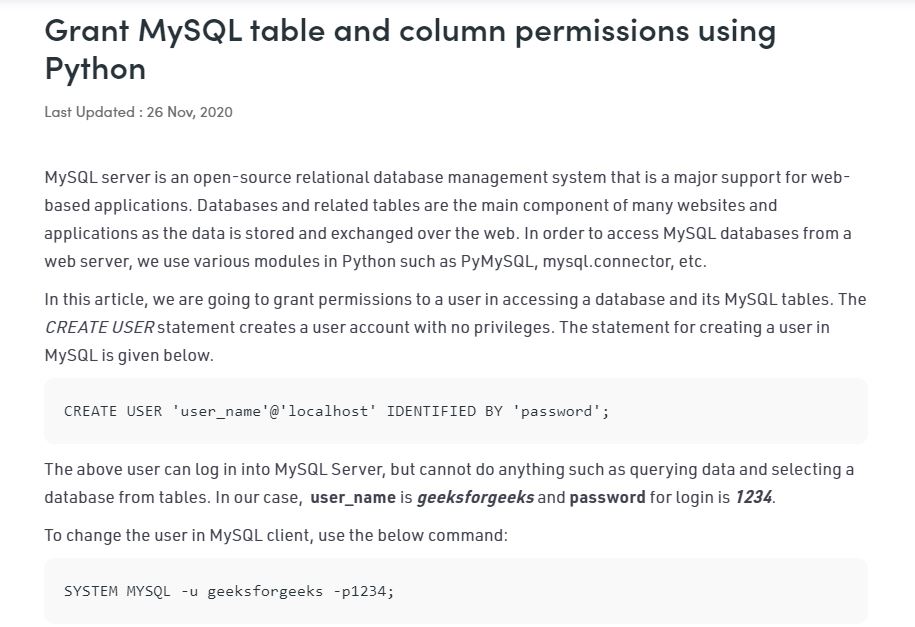 Grant MySQL table and column permissions using
Python
Last Updated : 26 Nov, 2020
MySQL server is an open-source relational database management system that is a major support for web-
based applications. Databases and related tables are the main component of many websites and
applications as the data is stored and exchanged over the web. In order to access MySQL databases from a
web server, we use various modules in Python such as PyMySQL, mysql.connector, etc.
In this article, we are going to grant permissions to a user in accessing a database and its MySQL tables. The
CREATE USER statement creates a user account with no privileges. The statement for creating a user in
MySQL is given below.
CREATE USER 'user_name'@'localhost' IDENTIFIED BY 'password';
The above user can log in into MySQL Server, but cannot do anything such as querying data and selecting a
database from tables. In our case, user_name is geeksforgeeks and password for login is 1234.
To change the user in MySQL client, use the below command:
SYSTEM MYSQL -u geeksforgeeks -p1234;